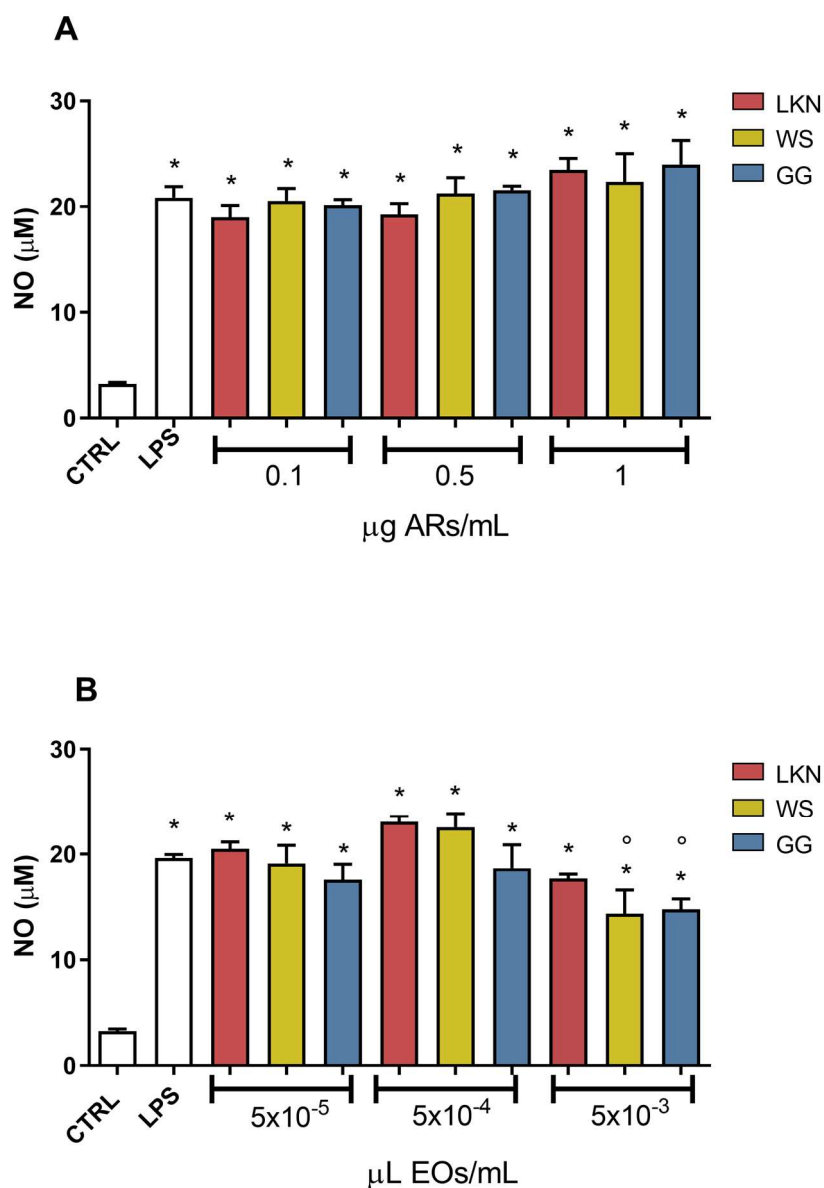 A
30
20
10
0
NO (μM)
* * * * * * * * * * *
LKN
WS
GG
CTRL
LPS
0.1 0.5 1
μg ARs/mL
B
30
20
10
0
NO (μM)
* * * * * * * * * *
° °
LKN
WS
GG
CTRL
LPS
5x10⁻⁵ 5x10⁻⁴ 5x10⁻³
μL EOs/mL